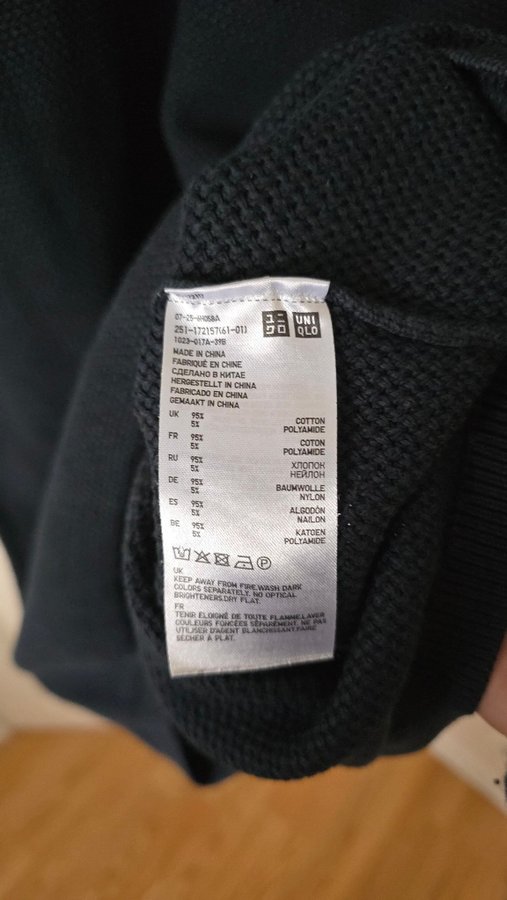 07-25-6H058A
251-172157(61-01)
1023-017A-39B
ユニ
クロ
UNI
QLO
MADE IN CHINA
FABRIQUÉ EN CHINE
СДЕЛАНО В КИТАЕ
HERGESTELLT IN CHINA
FABRICADO EN CHINA
GEMAAKT IN CHINA
UK 95% COTTON
5% POLYAMIDE
FR 95% COTON
5% POLYAMIDE
RU 95% ХЛОПОК
5% НЕЙЛОН
DE 95% BAUMWOLLE
5% NYLON
ES 95% ALGODÓN
5% NAILON
BE 95% KATOEN
5% POLYAMIDE
P
UK
KEEP AWAY FROM FIRE.WASH DARK
COLORS SEPARATELY. NO OPTICAL
BRIGHTENERS.DRY FLAT.
FR
TENIR ÉLOIGNÉ DE TOUTE FLAMME.LAVER
COULEURS FONCÉES SÉPARÉMENT. NE PAS
UTILISER D'AGENT BLANCHISSANT.FAIRE
SÉCHER À PLAT.